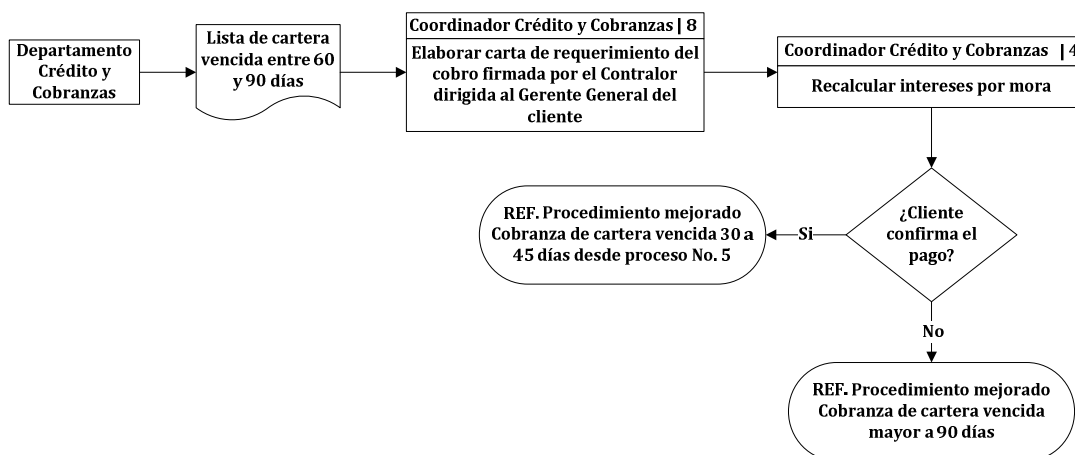 Departamento
Crédito y
Cobranzas
Lista de cartera
vencida entre 60
y 90 días
Coordinador Crédito y Cobranzas | 8
Elaborar carta de requerimiento del
cobro firmada por el Contralor
dirigida al Gerente General del
cliente
Coordinador Crédito y Cobranzas | 4
Recalcular intereses por mora
¿Cliente
confirma el
pago?
Si
REF. Procedimiento mejorado
Cobranza de cartera vencida 30 a
45 días desde proceso No. 5
No
REF. Procedimiento mejorado
Cobranza de cartera vencida
mayor a 90 días